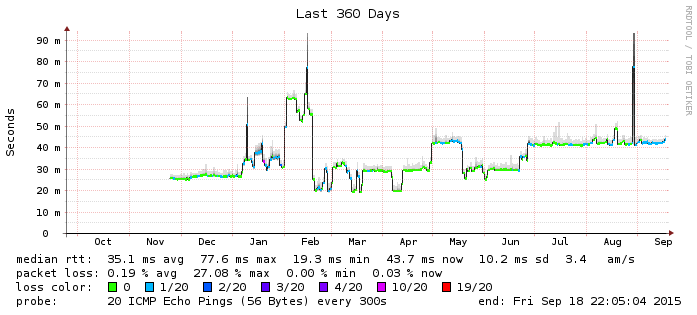 Last 360 Days
RRDTOOL / TOBI OETIKER
Seconds
90 m
80 m
70 m
60 m
50 m
40 m
30 m
20 m
10 m
0
Oct Nov Dec Jan Feb Mar Apr May Jun Jul Aug Sep
median rtt: 35.1 ms avg 77.6 ms max 19.3 ms min 43.7 ms now 10.2 ms sd 3.4 am/s
packet loss: 0.19 % avg 27.08 % max 0.00 % min 0.03 % now
loss color: 0 1/20 2/20 3/20 4/20 10/20 19/20
probe: 20 ICMP Echo Pings (56 Bytes) every 300s end: Fri Sep 18 22:05:04 2015